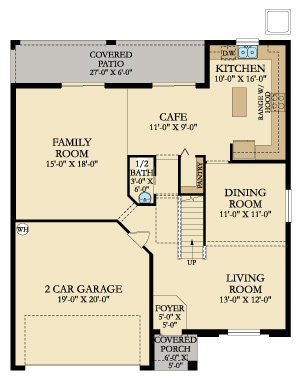 COVERED
PATIO
27'-0" X 6'-0"
D.W
KITCHEN
10'-0" X 16'-0"
RANGE W/
HOOD
CAFE
11'-0" X 9'-0"
FAMILY
ROOM
15'-0" X 18'-0"
1/2
BATH
3'-0" X
6'-0"
PANTRY
DINING
ROOM
11'-0" X 11'-0"
WH
UP
2 CAR GARAGE
19'-0" X 20'-0"
LIVING
ROOM
13'-0" X 12'-0"
FOYER
5'-0" X
5'-0"
COVERED
PORCH
6'-0" X
5'-0"